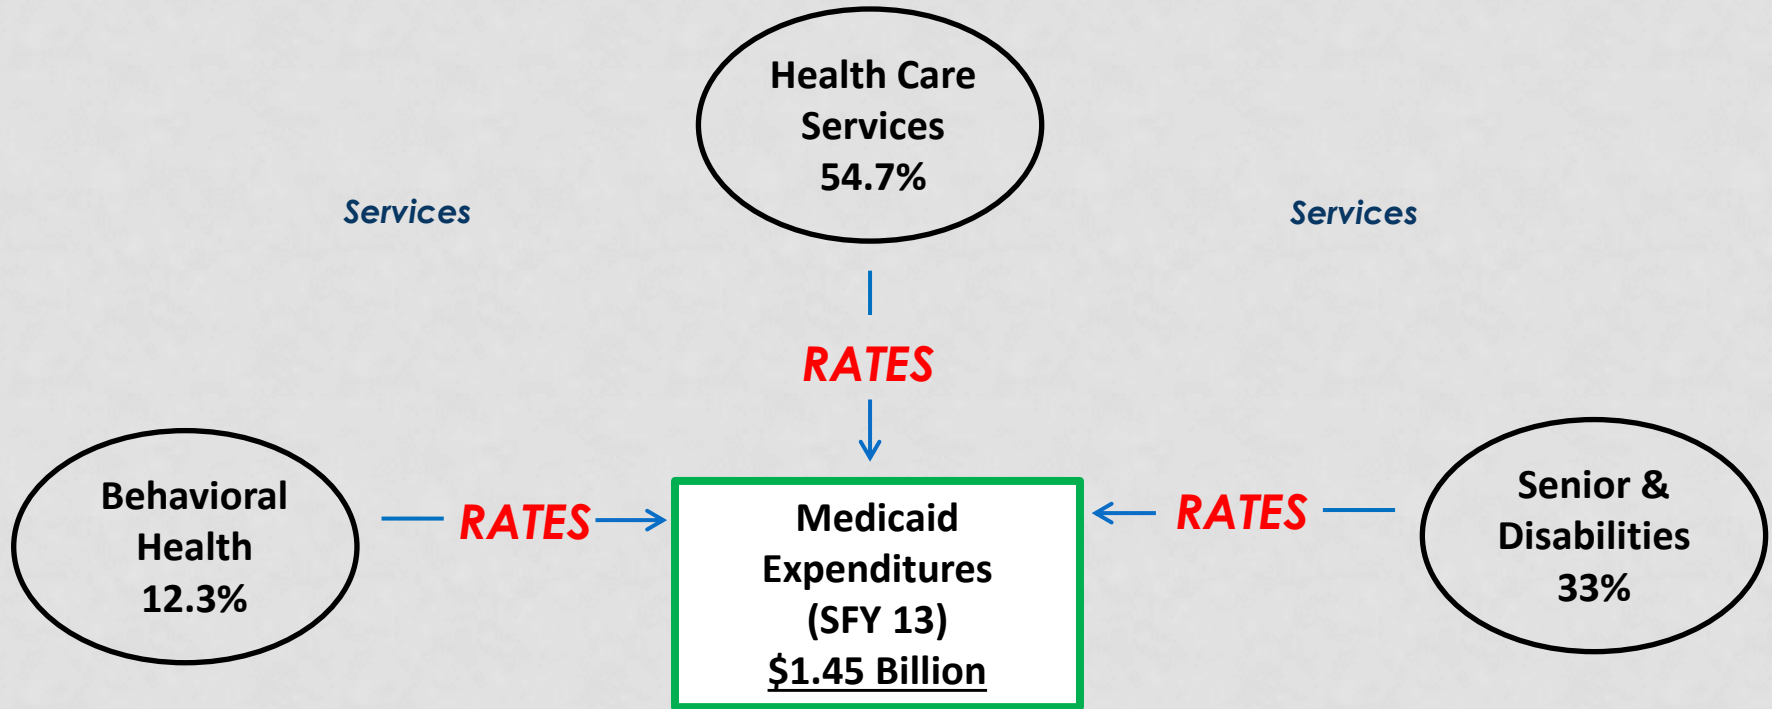 Health Care
Services
54.7%
Services
Services
RATES
Behavioral
Health
12.3%
RATES
Medicaid
Expenditures
(SFY 13)
$1.45 Billion
RATES
Senior &
Disabilities
33%